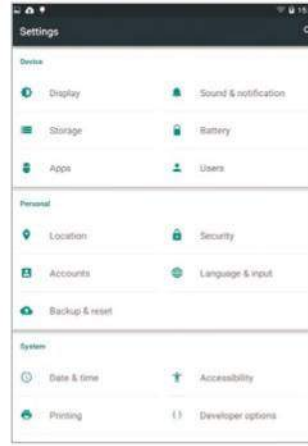 15
Settings
Device
Display
Sound & notification
Storage
Battery
Apps
Users
Personal
Location
Security
Accounts
Language & input
Backup & reset
System
Date & time
Accessibility
Printing
Developer options